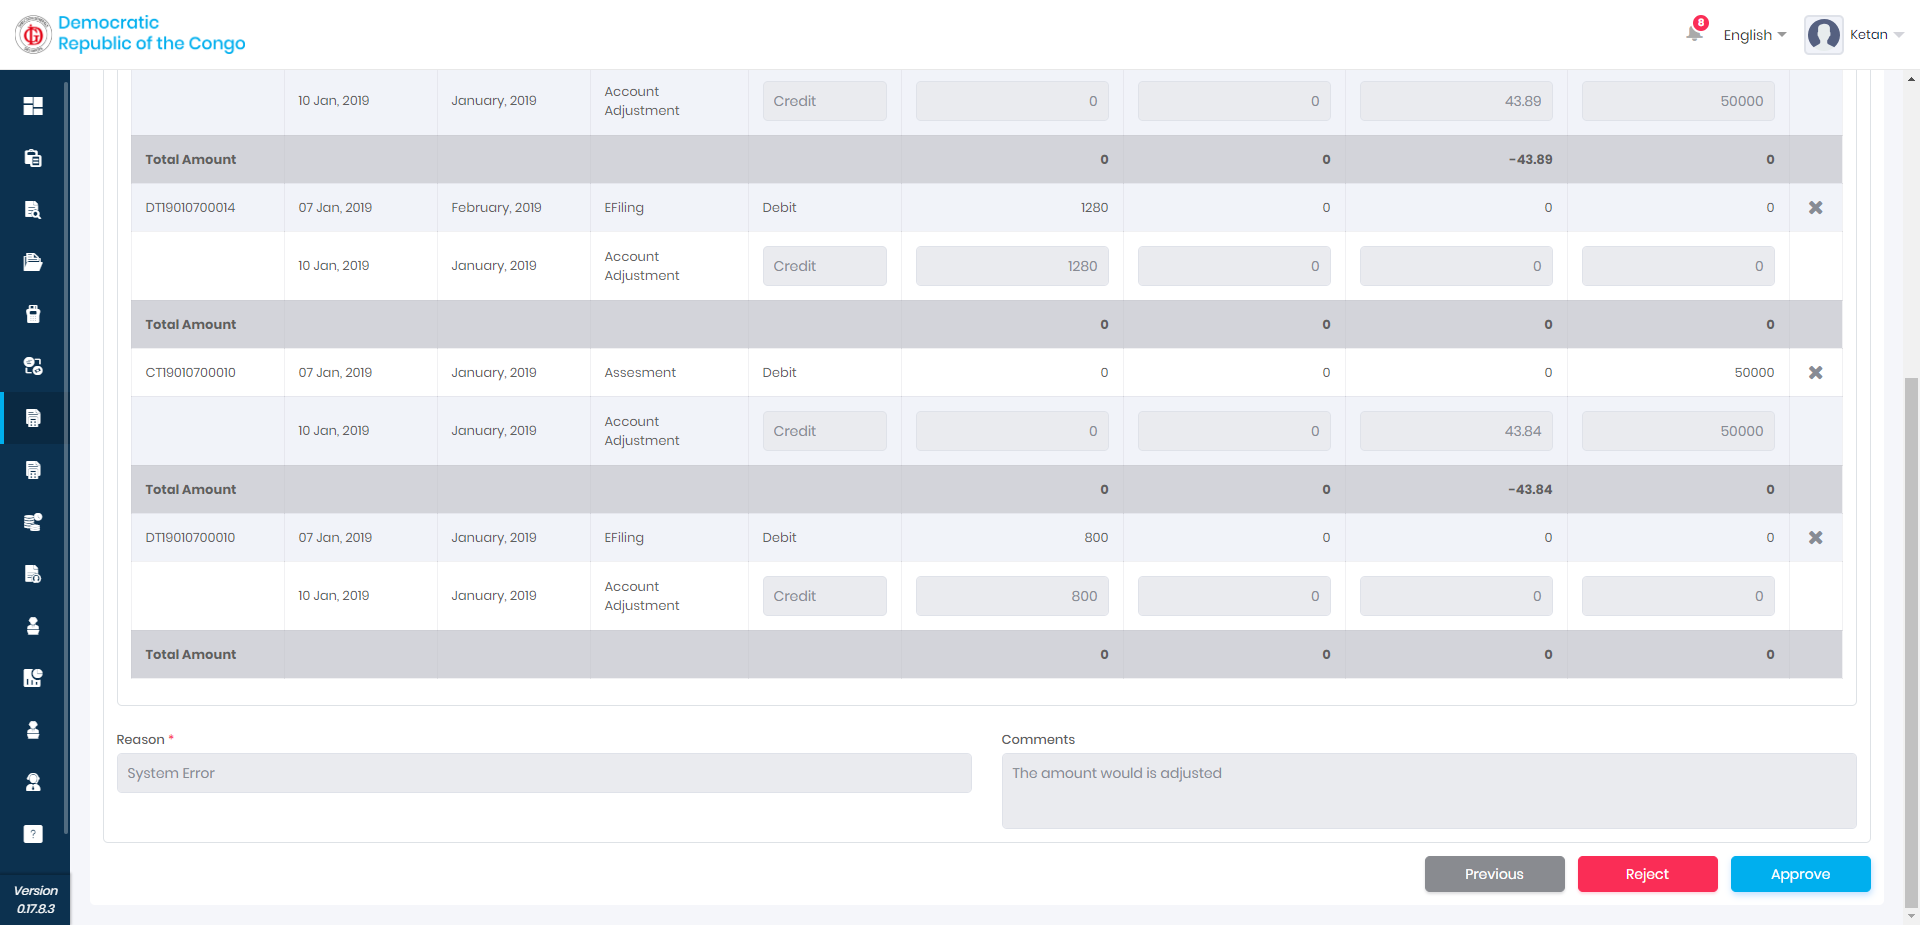 Democratic
Republic of the Congo
8
English
Ketan
10 Jan, 2019 January, 2019 Account Adjustment Credit 0 0 43.89 50000
Total Amount 0 0 -43.89 0
DT19010700014 07 Jan, 2019 February, 2019 EFiling Debit 1280 0 0 0
10 Jan, 2019 January, 2019 Account Adjustment Credit 1280 0 0 0
Total Amount 0 0 0 0
CT19010700010 07 Jan, 2019 January, 2019 Assesment Debit 0 0 0 50000
10 Jan, 2019 January, 2019 Account Adjustment Credit 0 0 43.84 50000
Total Amount 0 0 -43.84 0
DT19010700010 07 Jan, 2019 January, 2019 EFiling Debit 800 0 0 0
10 Jan, 2019 January, 2019 Account Adjustment Credit 800 0 0 0
Total Amount 0 0 0 0
Reason *
System Error
Comments
The amount would is adjusted
Previous Reject Approve
Version
0.17.8.3